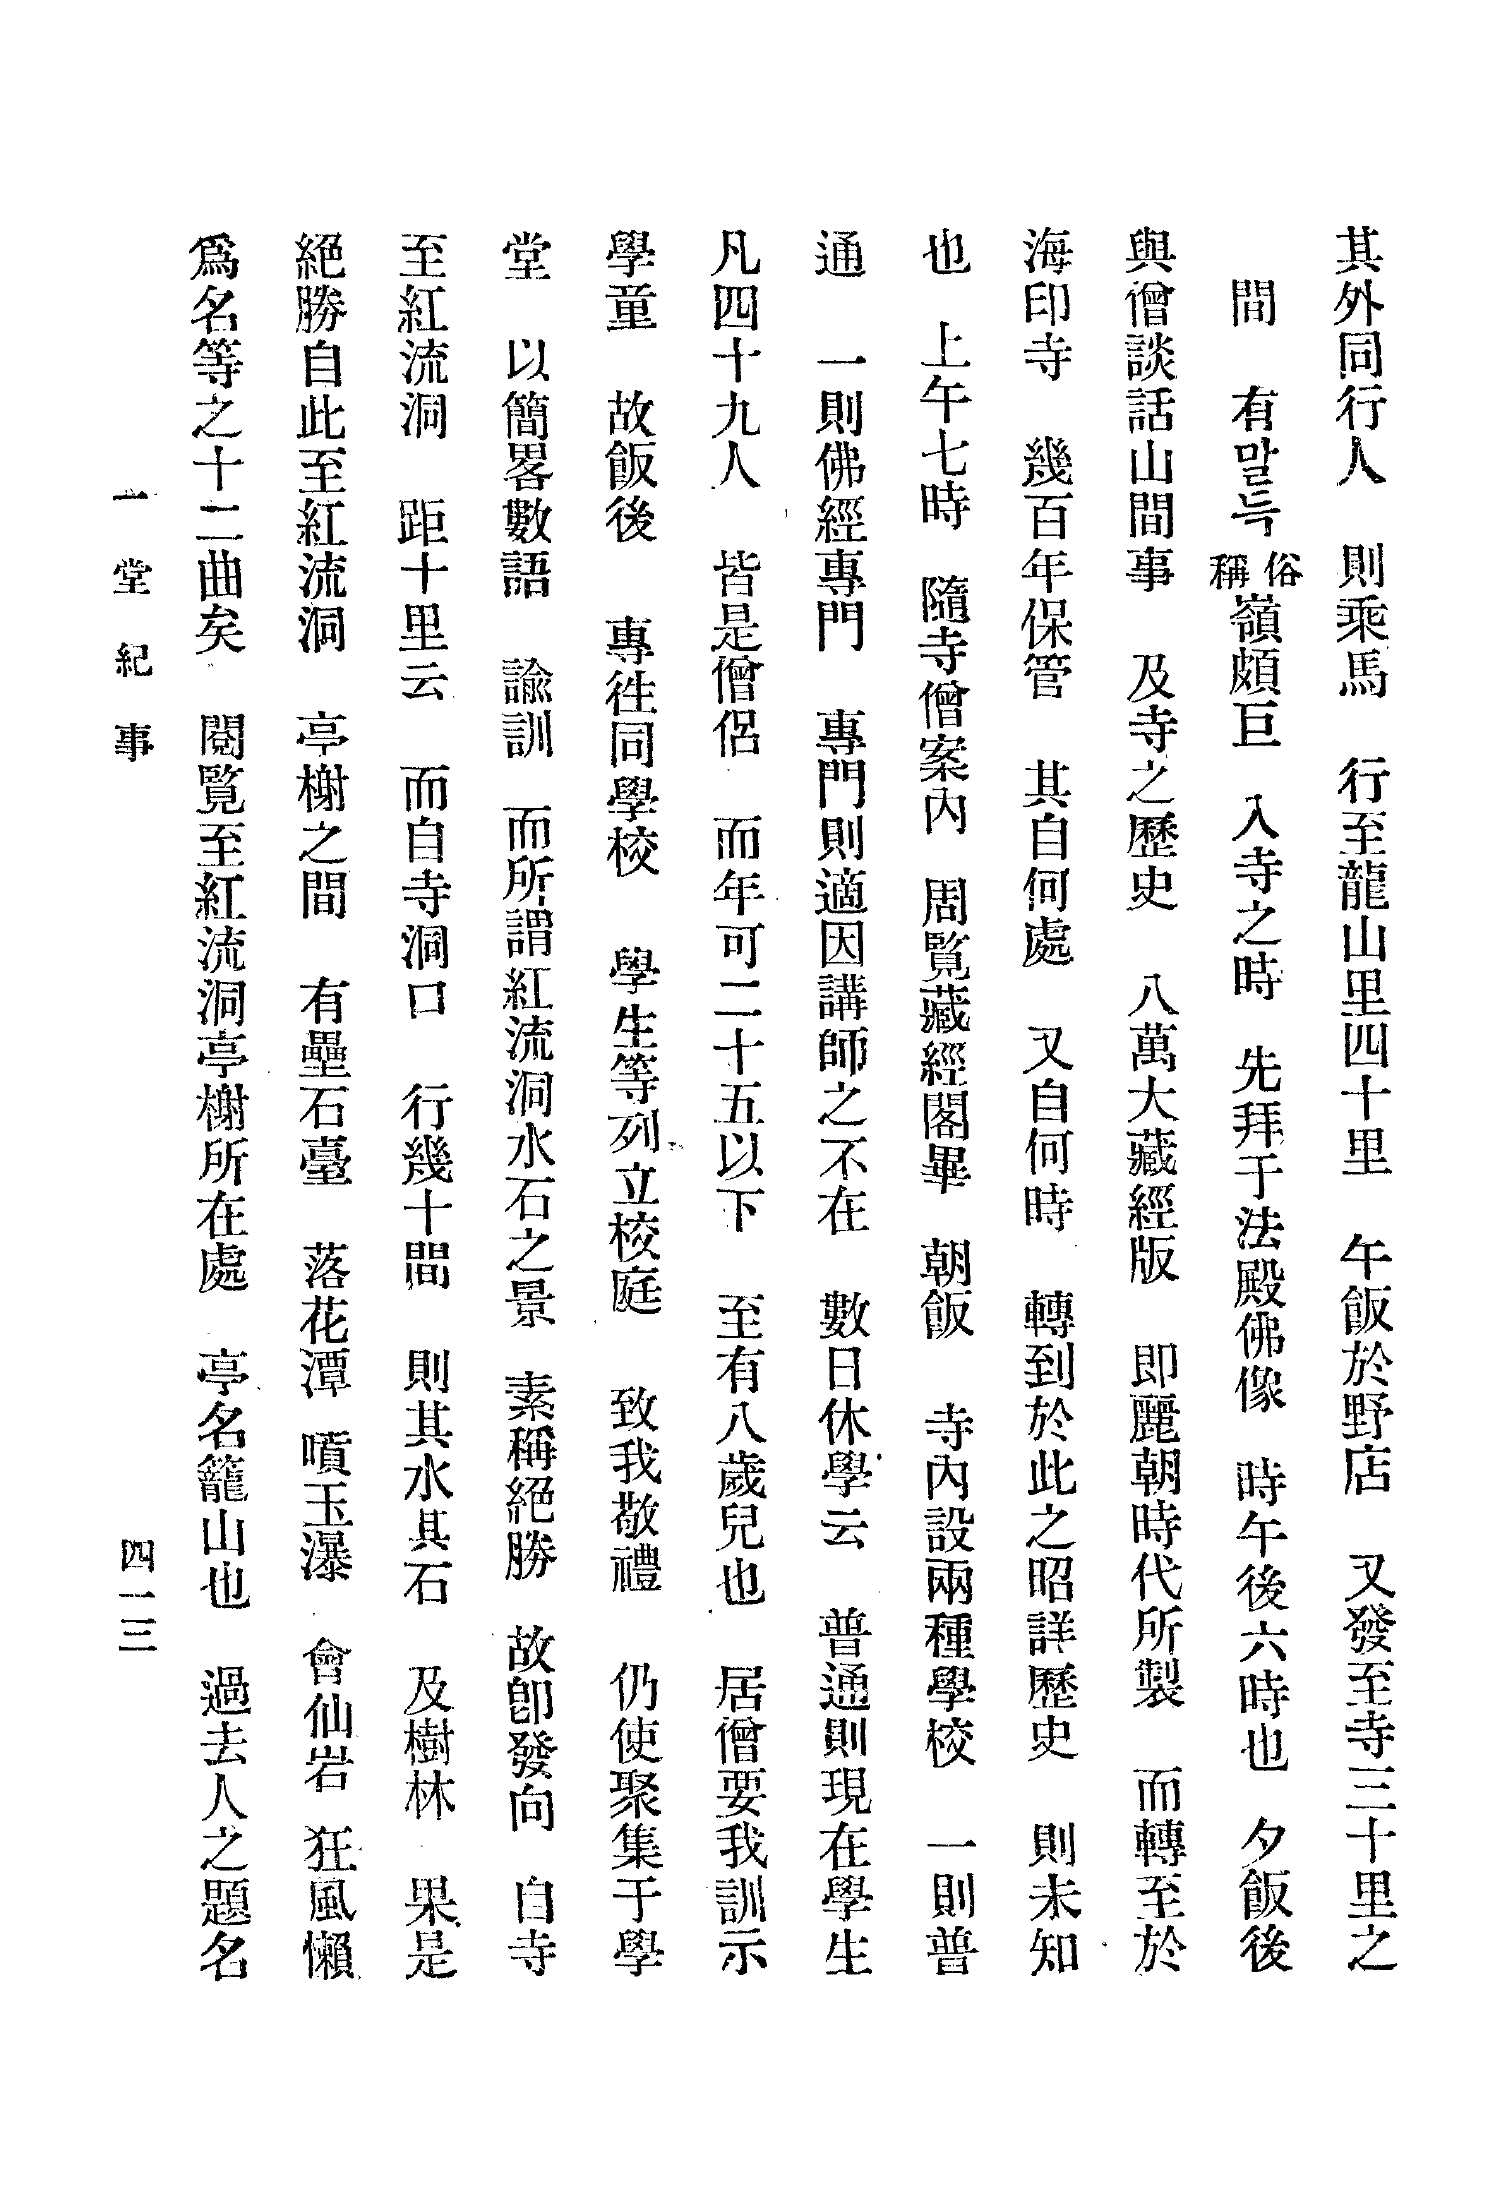 其外同行人　則乘馬　行至龍山里四十里　午飯於野店　又發至寺三十里之
間　有말득俗稱嶺頗巨　入寺之時　先拜于法殿佛像　時午後六時也　夕飯後
與僧談話山間事　及寺之歷史　八萬大藏經版　即麗朝時代所製　而轉至於
海印寺　幾百年保管　其自何處　又自何時　轉到於此之昭詳歷史　則未知
也　上午七時　隨寺僧案內　周覽藏經閣畢　朝飯　寺內設兩種學校　一則普
通　一則佛經專門　專門則適因講師之不在　數日休學云　普通則現在學生
凡四十九人　皆是僧侶　而年可二十五以下　至有八歲兒也　居僧要我訓示
學童　故飯後　專徃同學校　學生等列立校庭　致我敬禮　仍使聚集于學
堂　以簡畧數語　諭訓　而所謂紅流洞水石之景　素稱絕勝　故卽發向　自寺
至紅流洞　距十里云　而自寺洞口　行幾十間　則其水其石　及樹林　果是
絕勝自此至紅流洞　亭榭之間　有壘石臺　落花潭　噴玉瀑　會仙岩　狂風懶
爲名等之十二曲矣　閱覽至紅流洞亭榭所在處　亭名籠山也　過去人之題名
一堂紀事　四一三